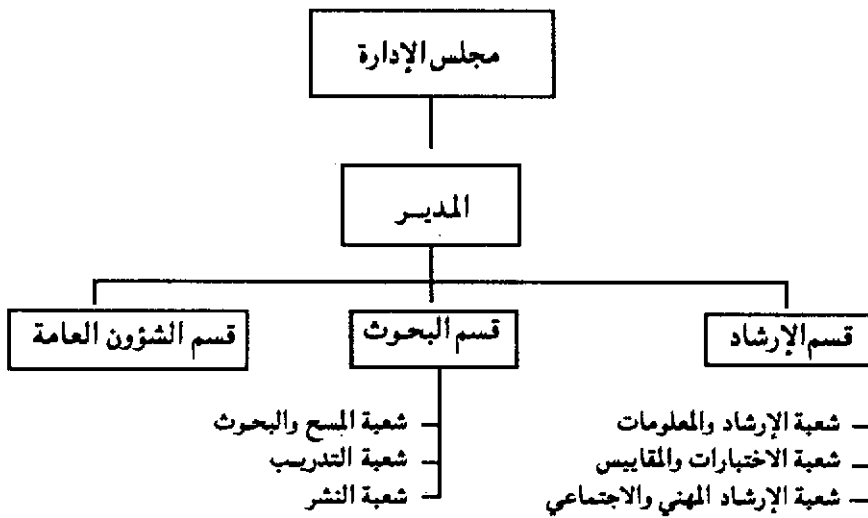 مجلس الإدارة
المديـر
قسم الإرشاد
قسم البحوث
قسم الشؤون العامة
شعبة الإرشاد والمعلومات
شعبة الاختبارات والمقاييس
شعبة الإرشاد المهني والاجتماعي
شعبة المسح والبحوث
شعبة التدريـب
شعبة النشر